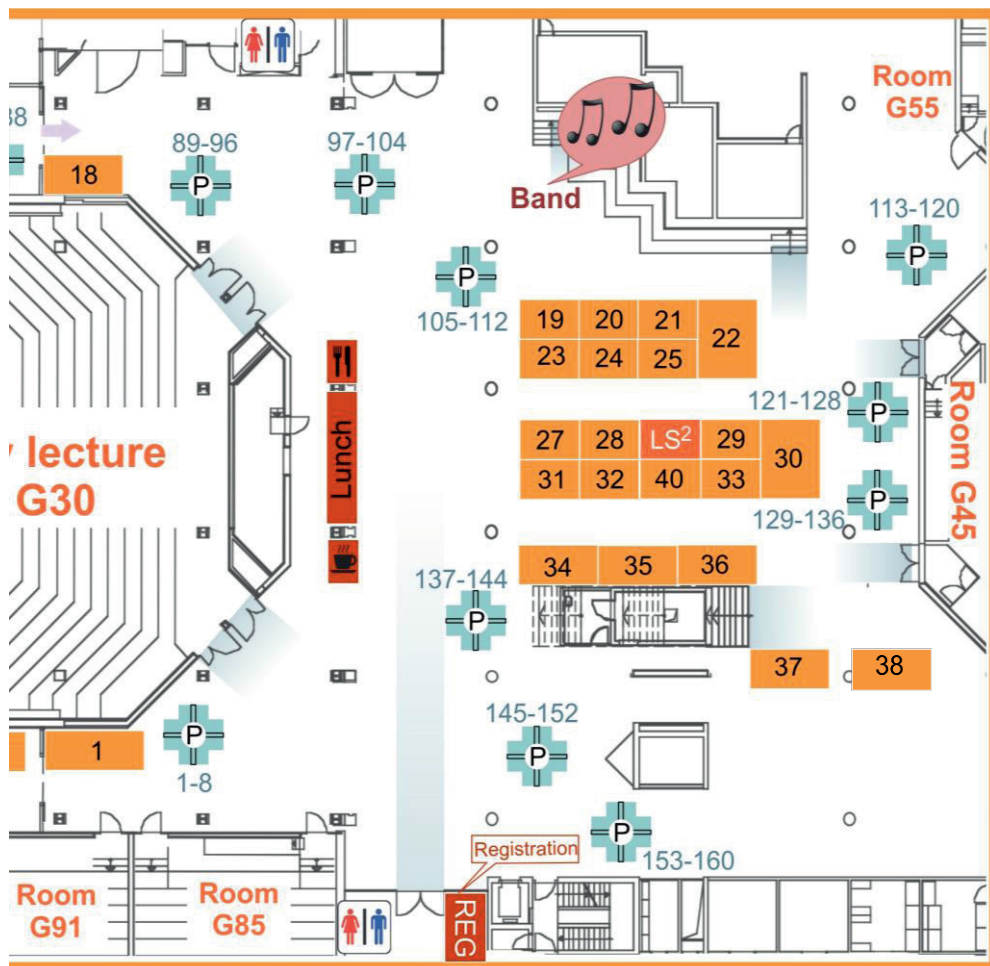 Room
G55
38
89-96
97-104
P
P
18
Band
113-120
P
P
105-112
19
20
21
22
23
24
25
121-128
P
Lunch
lecture
G30
27
28
LS²
29
30
31
32
40
33
Room G45
P
129-136
34
35
36
137-144
P
37
38
145-152
P
P
1
1-8
P
153-160
Registration
REG
Room
G91
Room
G85